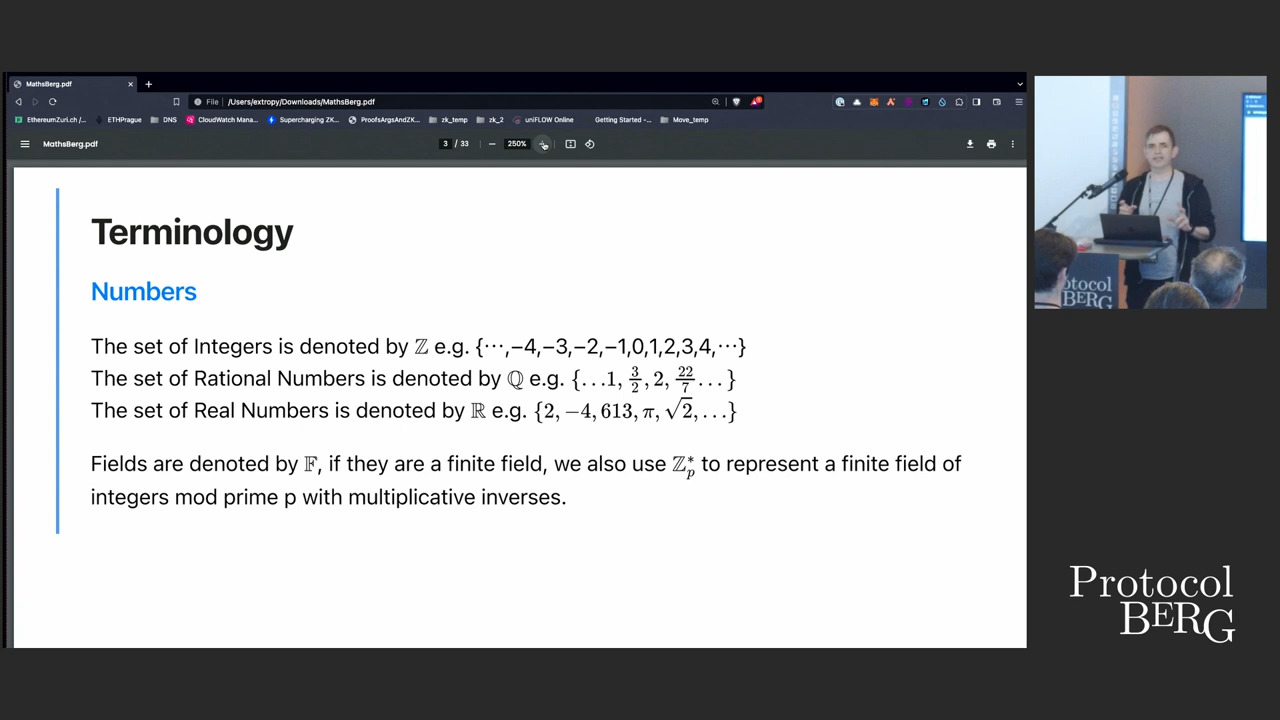 MathsBerg.pdf
File | /Users/extropy/Downloads/MathsBerg.pdf
EthereumZuri.ch /... ETHPrague DNS CloudWatch Mana... Supercharging ZK... ProofsArgsAndZK... zk_temp zk_2 uniFLOW Online Getting Started -... Move_temp
MathsBerg.pdf 3 / 33 250%
Terminology
Numbers
The set of Integers is denoted by ℤ e.g. {⋯,−4,−3,−2,−1,0,1,2,3,4,⋯}
The set of Rational Numbers is denoted by ℚ e.g. {…1, 3/2, 2, 22/7 …}
The set of Real Numbers is denoted by ℝ e.g. {2, −4, 613, π, √2, …}
Fields are denoted by 𝔽, if they are a finite field, we also use ℤ*ₚ to represent a finite field of
integers mod prime p with multiplicative inverses.
Protocol
BERG
Protocol
BERG